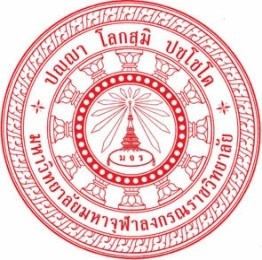 ปญฺญา โลกสฺมิ ปชฺโชโต
ม จ ร
มหาวิทยาลัยมหาจุฬาลงกรณราชวิทยาลัย